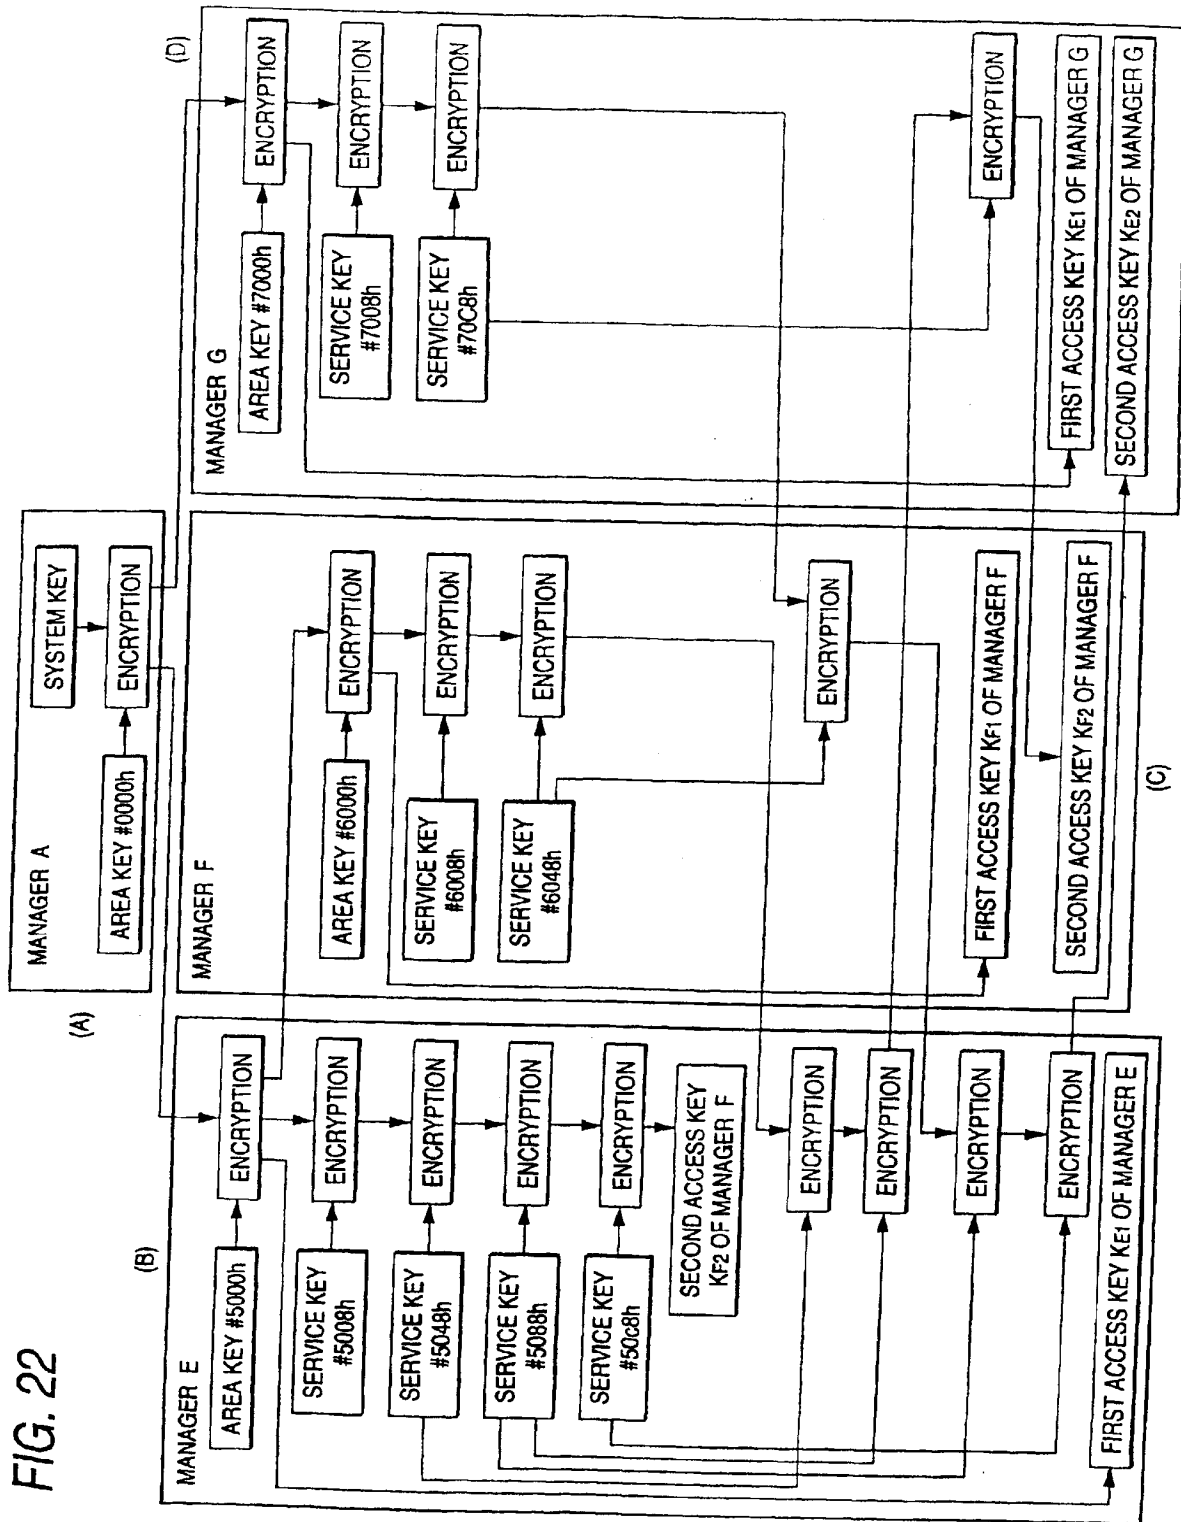 FIG. 22
(A)
MANAGER A
SYSTEM KEY
AREA KEY #0000h
ENCRYPTION
(B)
MANAGER E
AREA KEY #5000h
ENCRYPTION
SERVICE KEY
#5008h
ENCRYPTION
SERVICE KEY
#5048h
ENCRYPTION
SERVICE KEY
#5088h
ENCRYPTION
SERVICE KEY
#50c8h
ENCRYPTION
SECOND ACCESS KEY
KF2 OF MANAGER F
ENCRYPTION
ENCRYPTION
ENCRYPTION
ENCRYPTION
FIRST ACCESS KEY KE1 OF MANAGER E
MANAGER F
AREA KEY #6000h
ENCRYPTION
SERVICE KEY
#6008h
ENCRYPTION
SERVICE KEY
#6048h
ENCRYPTION
ENCRYPTION
FIRST ACCESS KEY KF1 OF MANAGER F
SECOND ACCESS KEY KF2 OF MANAGER F
(C)
(D)
MANAGER G
AREA KEY #7000h
ENCRYPTION
SERVICE KEY
#7008h
ENCRYPTION
SERVICE KEY
#70C8h
ENCRYPTION
ENCRYPTION
FIRST ACCESS KEY KE1 OF MANAGER G
SECOND ACCESS KEY KE2 OF MANAGER G